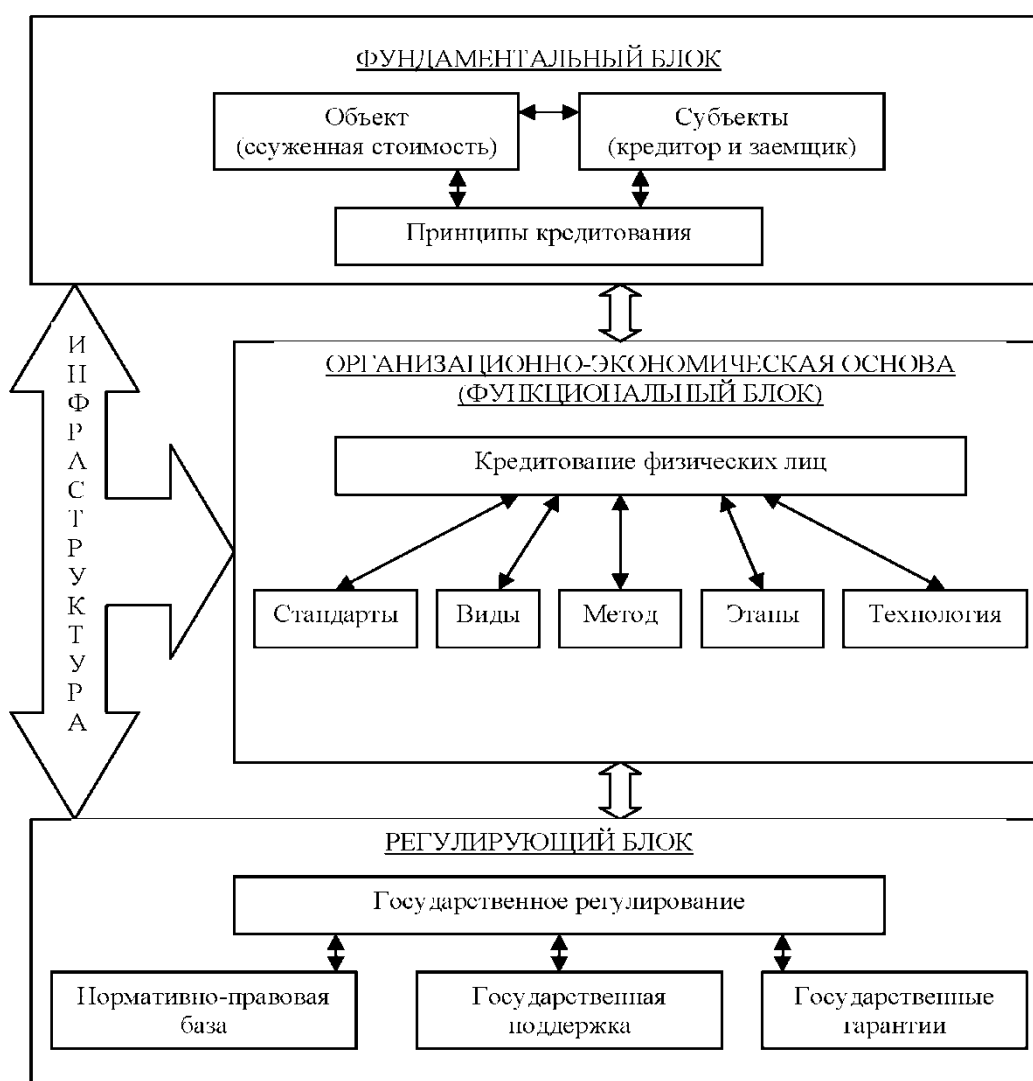 ФУНДАМЕНТАЛЬНЫЙ БЛОК
Объект
(ссуженная стоимость)
Субъекты
(кредитор и заемщик)
Принципы кредитования
ИНФРАСТРУКТУРА
ОРГАНИЗАЦИОННО-ЭКОНОМИЧЕСКАЯ ОСНОВА
(ФУНКЦИОНАЛЬНЫЙ БЛОК)
Кредитование физических лиц
Стандарты
Виды
Метод
Этапы
Технология
РЕГУЛИРУЮЩИЙ БЛОК
Государственное регулирование
Нормативно-правовая
база
Государственная
поддержка
Государственные
гарантии